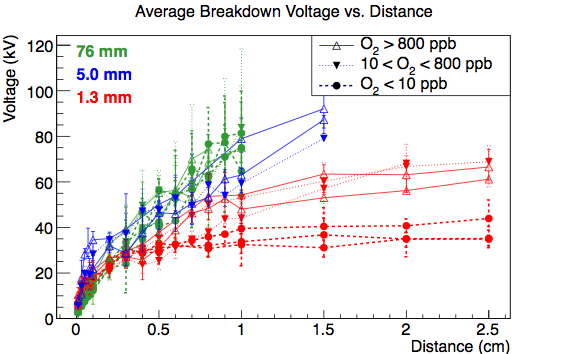 Average Breakdown Voltage vs. Distance
Voltage (kV)
120
100
80
60
40
20
0
76 mm
5.0 mm
1.3 mm
O₂ > 800 ppb
10 < O₂ < 800 ppb
O₂ < 10 ppb
0 0.5 1 1.5 2 2.5
Distance (cm)